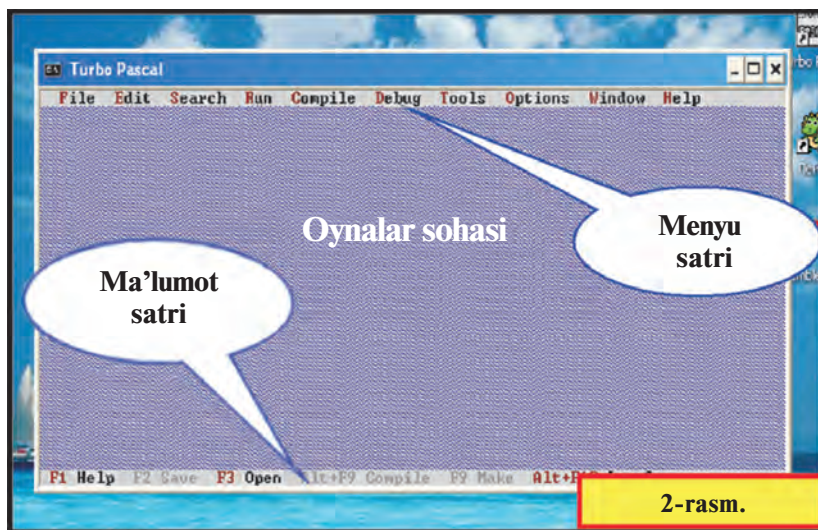 Turbo Pascal
File Edit Search Run Compile Debug Tools Options Window Help
Oynalar sohasi
Menyu
satri
Ma’lumot
satri
F1 Help F2 Save F3 Open Alt+F9 Compile F9 Make
2-rasm.